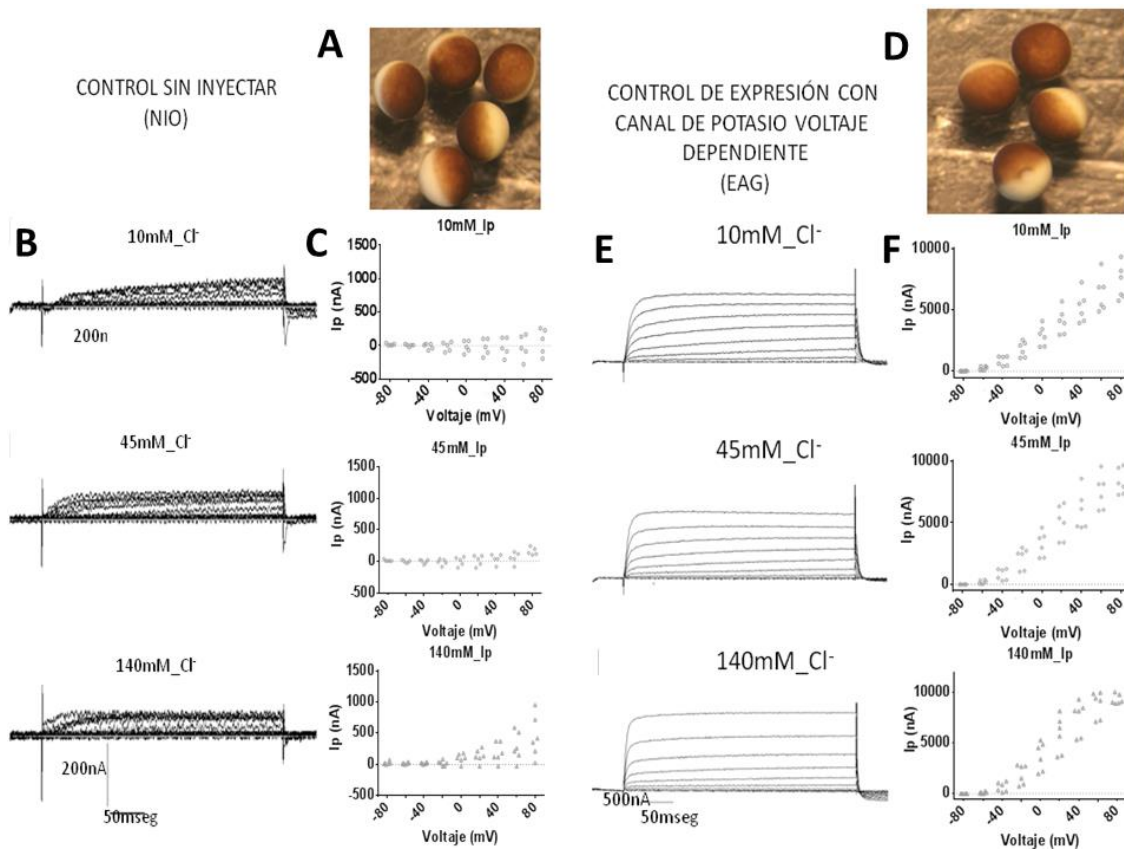 A
CONTROL SIN INYECTAR
(NIO)
D
CONTROL DE EXPRESIÓN CON
CANAL DE POTASIO VOLTAJE
DEPENDIENTE
(EAG)
B
10mM_Cl-
200n
C
10mM_Ip
Ip (nA)
1500
1000
500
0
-500
-80
-40
0
40
80
Voltaje (mV)
E
10mM_Cl-
F
10mM_Ip
Ip (nA)
10000
5000
0
-80
-40
0
40
80
Voltaje (mV)
45mM_Cl-
45mM_Ip
Ip (nA)
1500
1000
500
0
-500
-80
-40
0
40
80
Voltaje (mV)
45mM_Cl-
45mM_Ip
Ip (nA)
10000
5000
0
-80
-40
0
40
80
Voltaje (mV)
140mM_Cl-
200nA
50mseg
140mM_Ip
Ip (nA)
1500
1000
500
0
-500
-80
-40
0
40
80
Voltaje (mV)
140mM_Cl-
500nA
50mseg
140mM_Ip
Ip (nA)
10000
5000
0
-80
-40
0
40
80
Voltaje (mV)